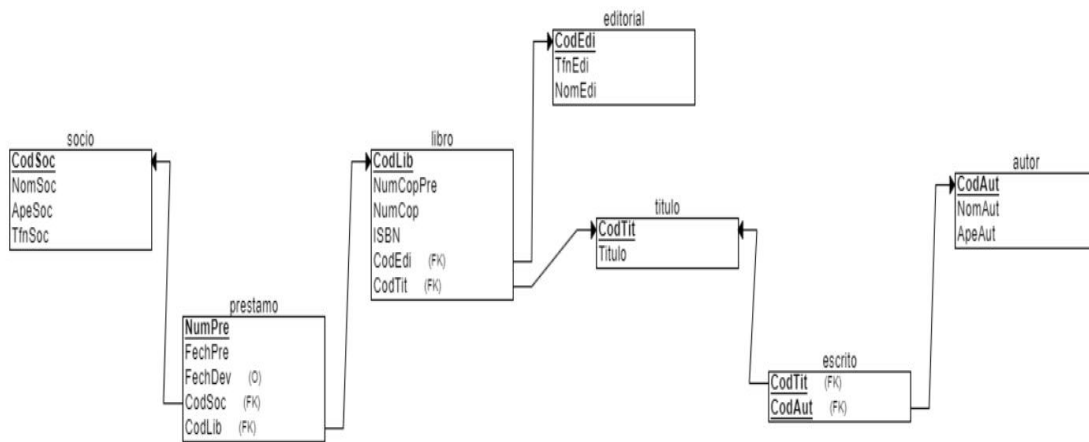 editorial
CodEdi
TfnEdi
NomEdi
socio
CodSoc
NomSoc
ApeSoc
TfnSoc
libro
CodLib
NumCopPre
NumCop
ISBN
CodEdi (FK)
CodTit (FK)
autor
CodAut
NomAut
ApeAut
titulo
CodTit
Titulo
prestamo
NumPre
FechPre
FechDev (O)
CodSoc (FK)
CodLib (FK)
escrito
CodTit (FK)
CodAut (FK)